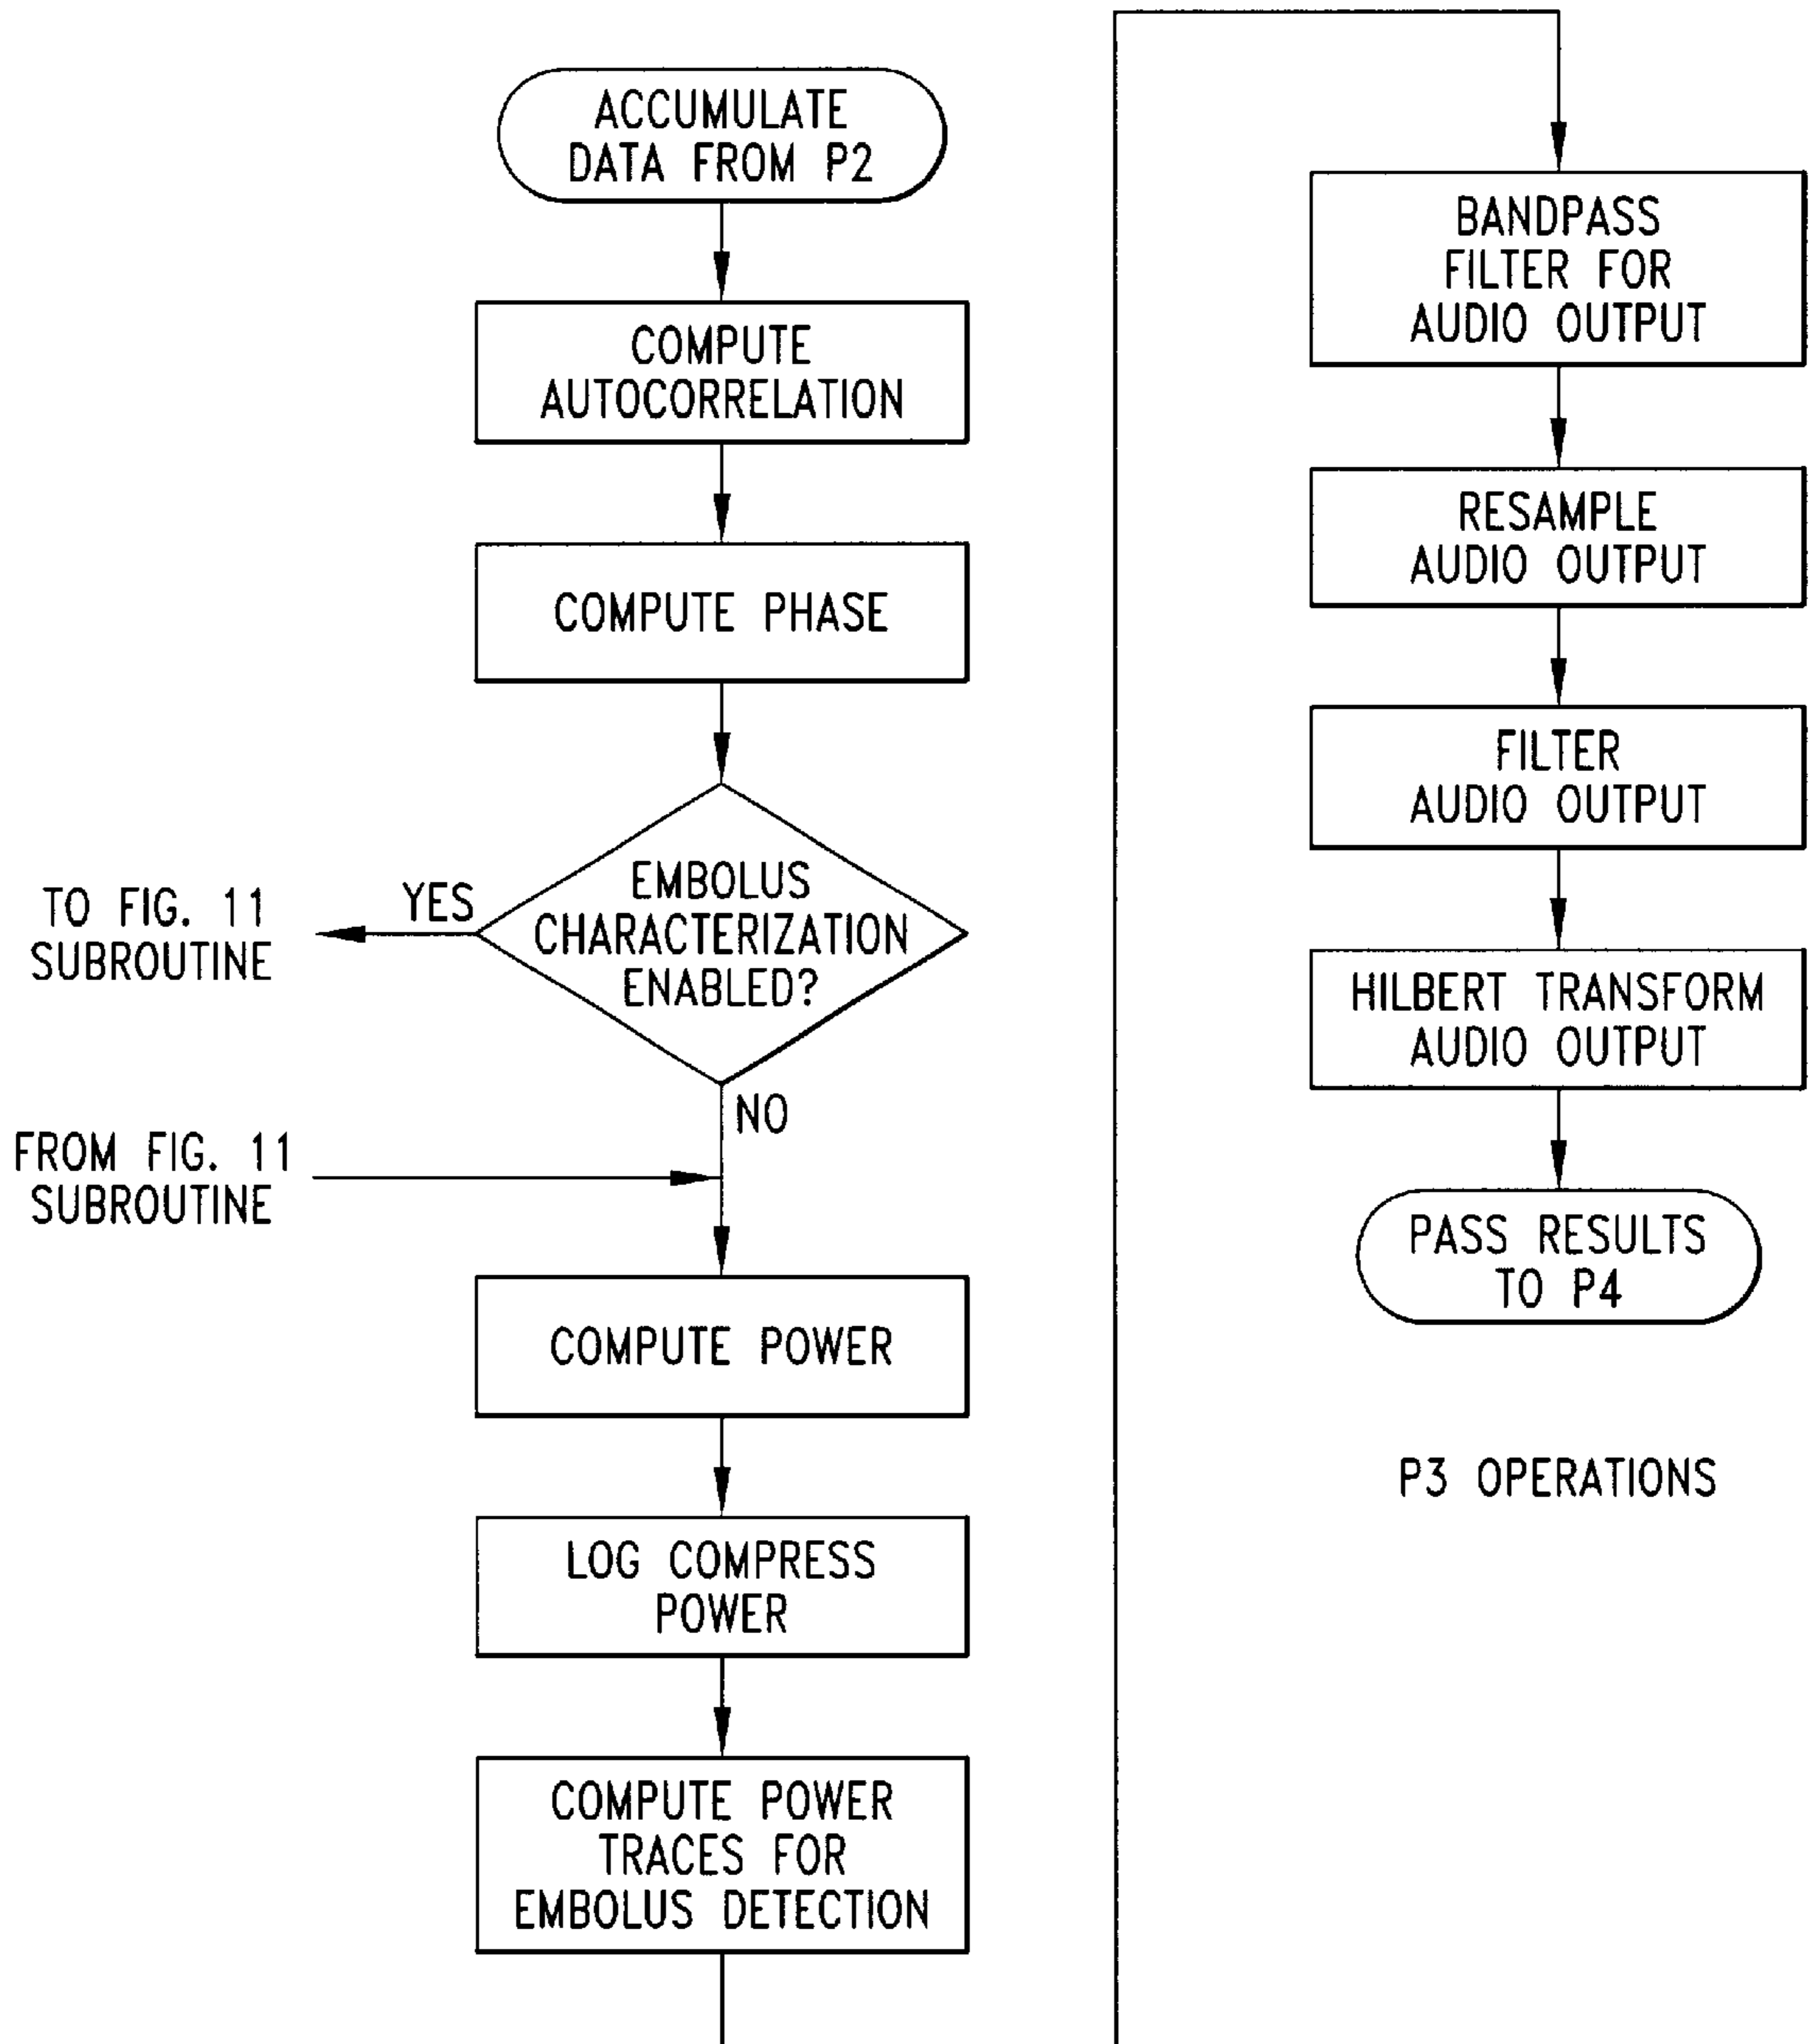 ACCUMULATE
DATA FROM P2
COMPUTE
AUTOCORRELATION
COMPUTE PHASE
EMBOLUS
CHARACTERIZATION
ENABLED?
YES
TO FIG. 11
SUBROUTINE
NO
FROM FIG. 11
SUBROUTINE
COMPUTE POWER
LOG COMPRESS
POWER
COMPUTE POWER
TRACES FOR
EMBOLUS DETECTION
BANDPASS
FILTER FOR
AUDIO OUTPUT
RESAMPLE
AUDIO OUTPUT
FILTER
AUDIO OUTPUT
HILBERT TRANSFORM
AUDIO OUTPUT
PASS RESULTS
TO P4
P3 OPERATIONS